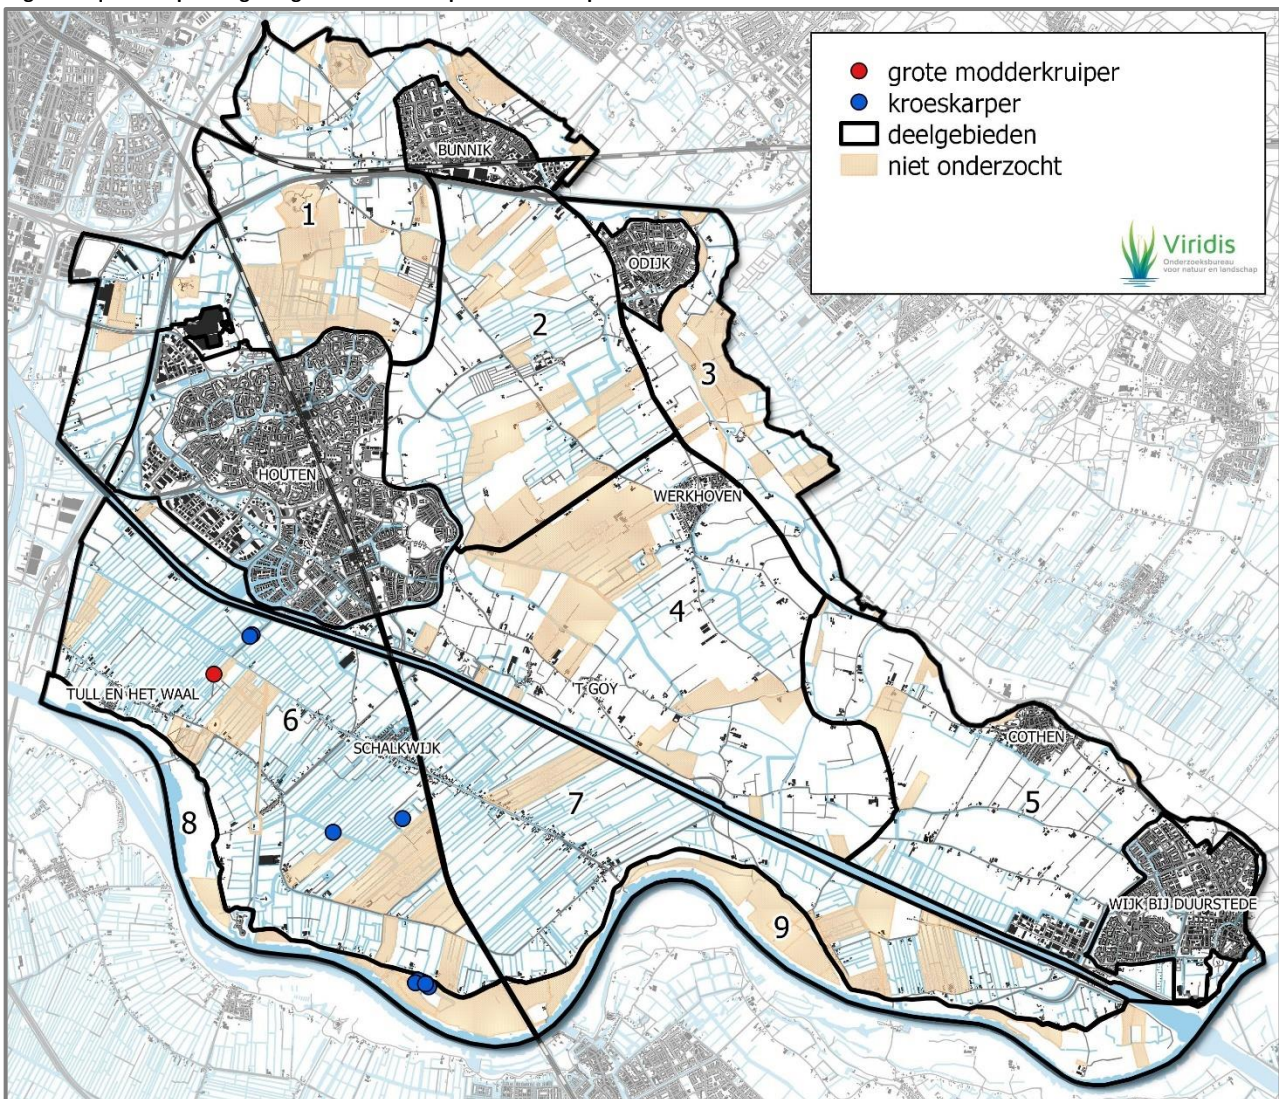 grote modderkruiper
kroeskarper
deelgebieden
niet onderzocht
Viridis
Onderzoeksbureau
voor natuur en landschap
BUNNIK
1
ODIJK
2
3
HOUTEN
WERKHOVEN
4
TULL EN HET WAAL
'T GOY
6
SCHALKWIJK
COTHEN
7
5
8
WIJK BIJ DUURSTEDE
9